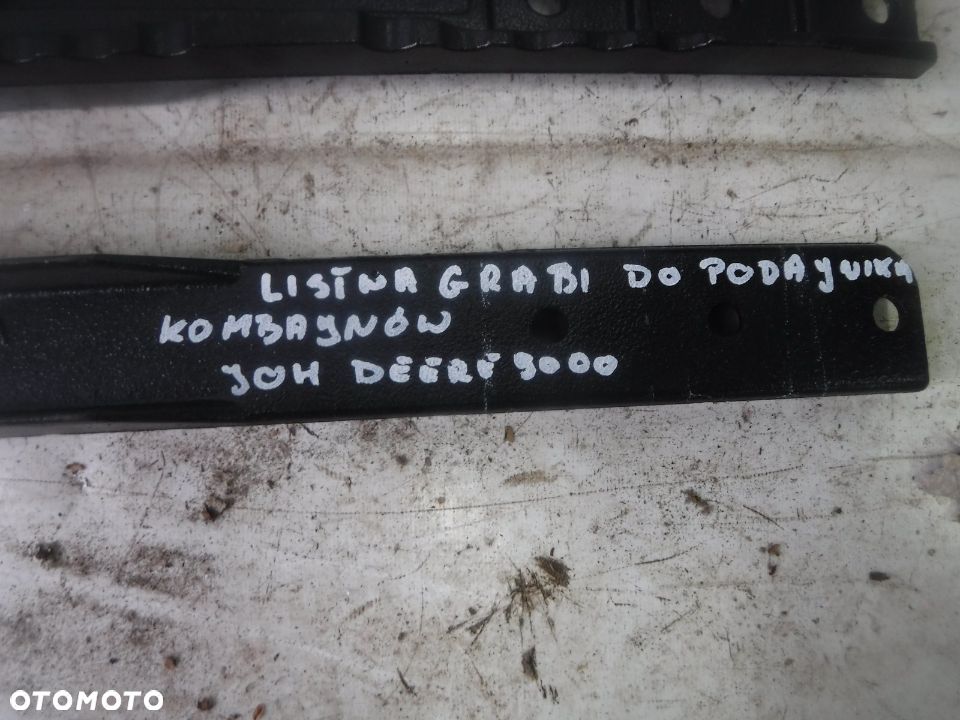 LISTWA GRABI DO PODAJNIKA
KOMBAJNÓW
JOH DEERE 9000
OTOMOTO